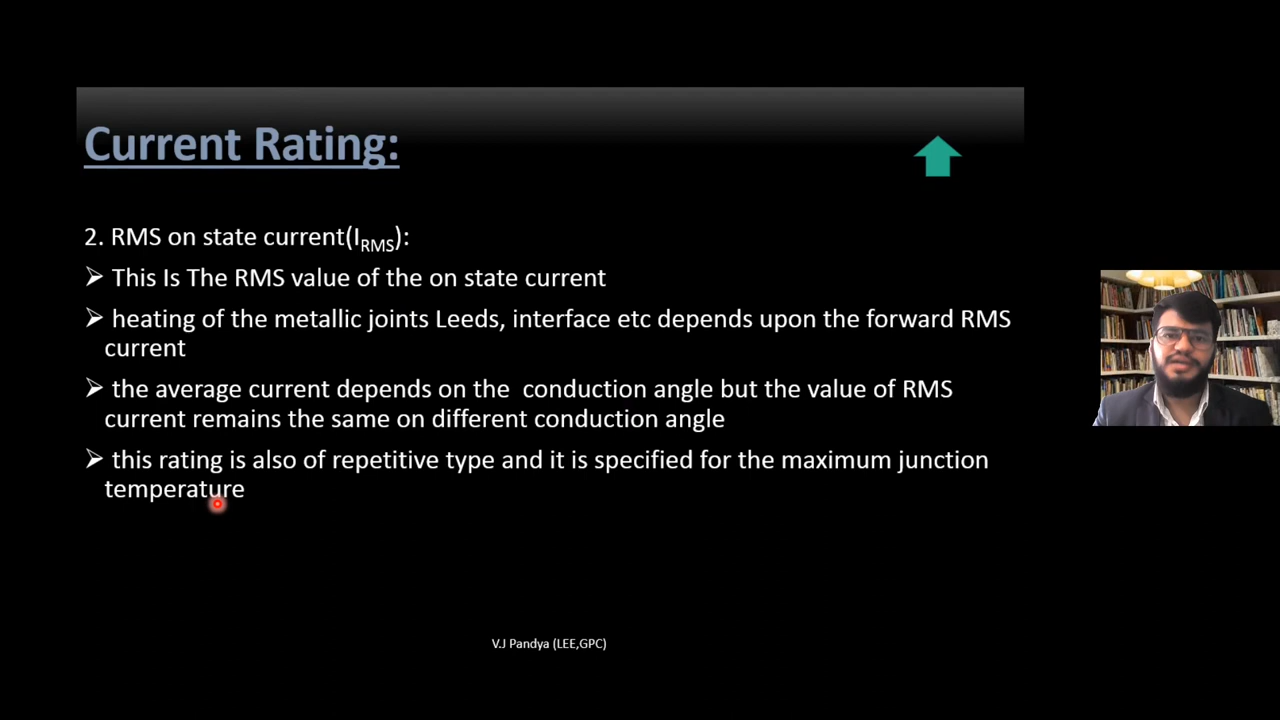 Current Rating:
2. RMS on state current(IRMS):
➢ This Is The RMS value of the on state current
➢ heating of the metallic joints Leeds, interface etc depends upon the forward RMS
current
➢ the average current depends on the  conduction angle but the value of RMS
current remains the same on different conduction angle
➢ this rating is also of repetitive type and it is specified for the maximum junction
temperature
V.J Pandya (LEE,GPC)